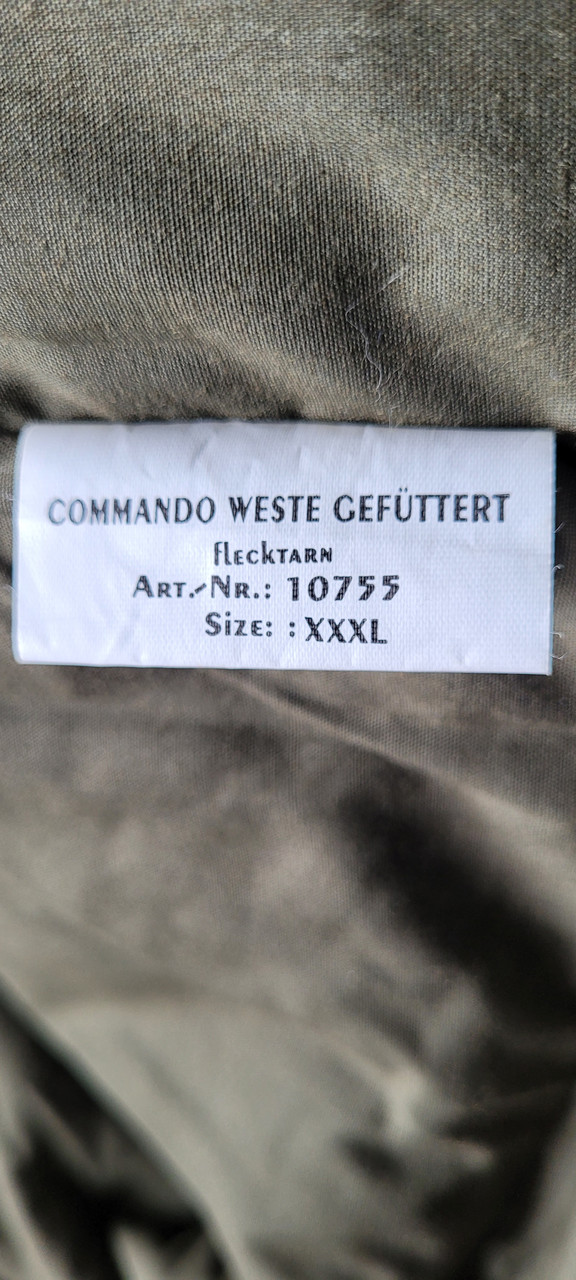 COMMANDO WESTE GEFÜTTERT
flecktarn
Art.-Nr.: 10755
Size: : XXXL